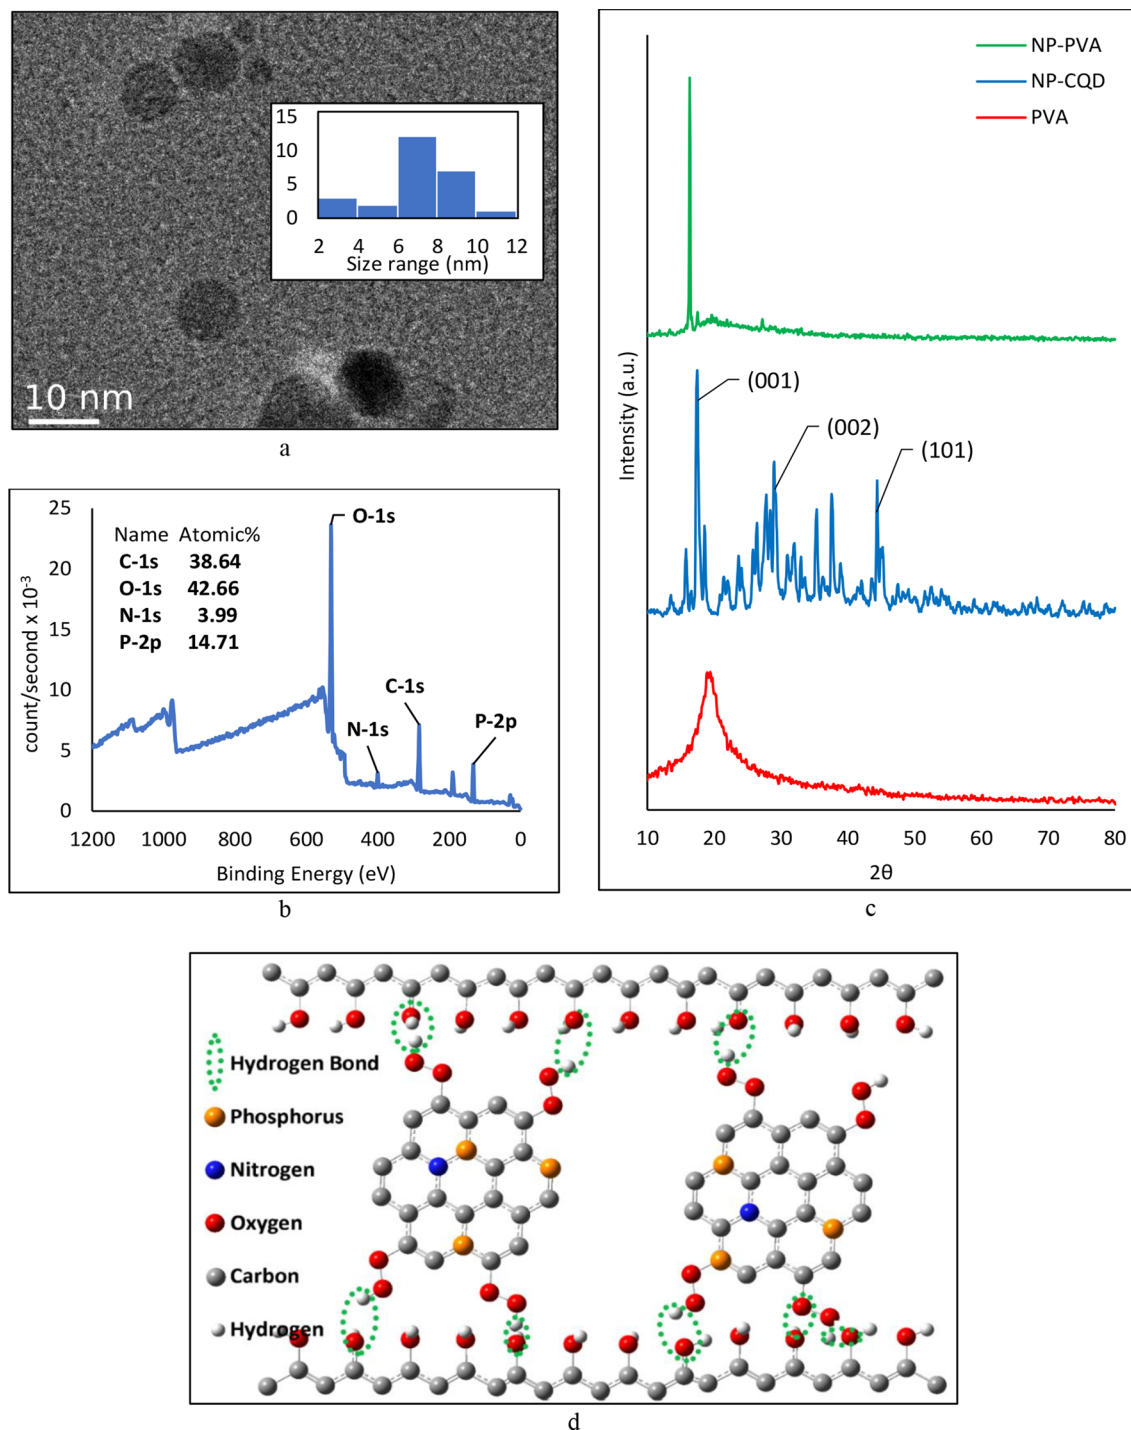 15
10
5
0
2 4 6 8 10 12
Size range (nm)
10 nm
a
NP-PVA
NP-CQD
PVA
(001)
(002)
(101)
Intensity (a.u.)
10 20 30 40 50 60 70 80
2θ
c
25
20
15
10
5
0
count/second x 10⁻³
Name Atomic%
C-1s 38.64
O-1s 42.66
N-1s 3.99
P-2p 14.71
O-1s
C-1s
N-1s
P-2p
1200 1000 800 600 400 200 0
Binding Energy (eV)
b
Hydrogen Bond
Phosphorus
Nitrogen
Oxygen
Carbon
Hydrogen
d